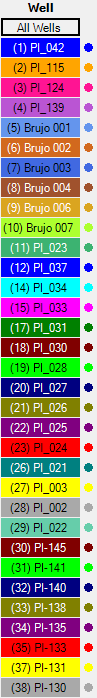 Well
All Wells
(1) PI_042
(2) PI_115
(3) PI_124
(4) PI_139
(5) Brujo 001
(6) Brujo 002
(7) Brujo 003
(8) Brujo 004
(9) Brujo 006
(10) Brujo 007
(11) PI_023
(12) PI_037
(14) PI_034
(15) PI_033
(17) PI_031
(18) PI_030
(19) PI_028
(20) PI_027
(21) PI_026
(22) PI_025
(23) PI_024
(26) PI_021
(27) PI_003
(28) PI_002
(29) PI_022
(30) PI-145
(31) PI-141
(32) PI-140
(33) PI-138
(34) PI-135
(35) PI-133
(37) PI-131
(38) PI-130